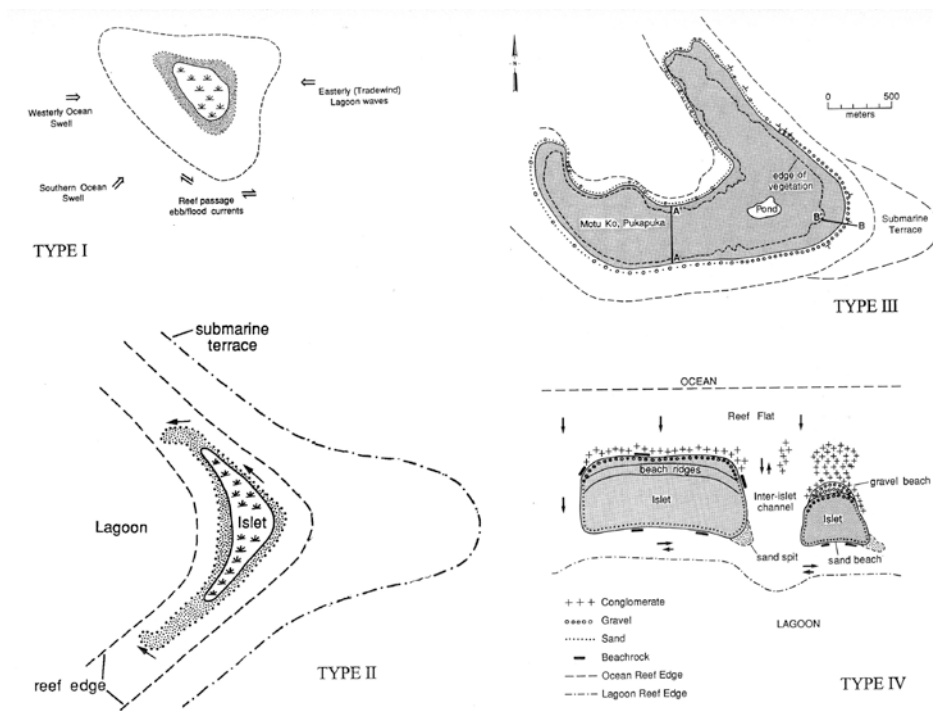 Westerly Ocean
Swell
Easterly (Tradewind)
Lagoon waves
Southern Ocean
Swell
Reef passage
ebb/flood currents
TYPE I
N
0
500
meters
edge of
vegetation
Pond
Motu Ko, Pukapuka
A'
A
B'
B
Submarine
Terrace
TYPE III
submarine
terrace
Lagoon
Islet
reef edge
TYPE II
OCEAN
Reef Flat
beach ridges
Islet
Inter-islet
channel
gravel beach
Islet
sand spit
sand beach
LAGOON
Conglomerate
Gravel
Sand
Beachrock
Ocean Reef Edge
Lagoon Reef Edge
TYPE IV